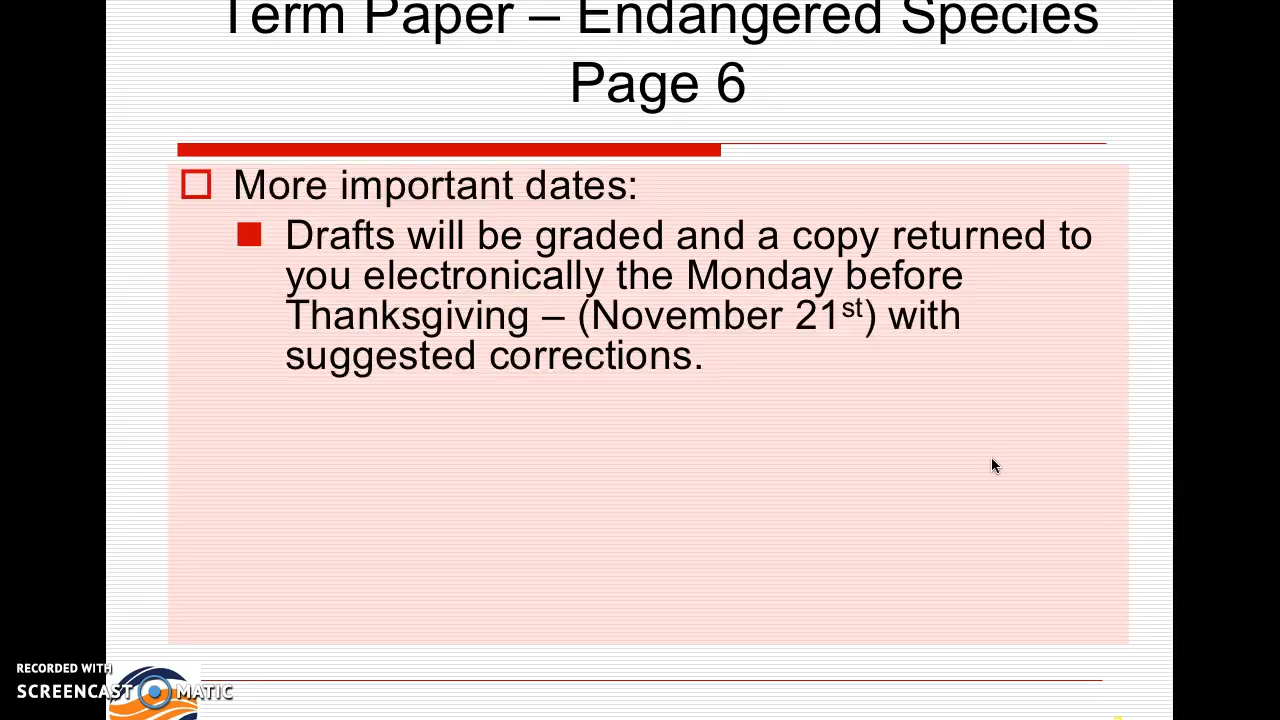 Term Paper – Endangered Species
Page 6
More important dates:
Drafts will be graded and a copy returned to
you electronically the Monday before
Thanksgiving – (November 21st) with
suggested corrections.
RECORDED WITH
SCREENCAST MATIC